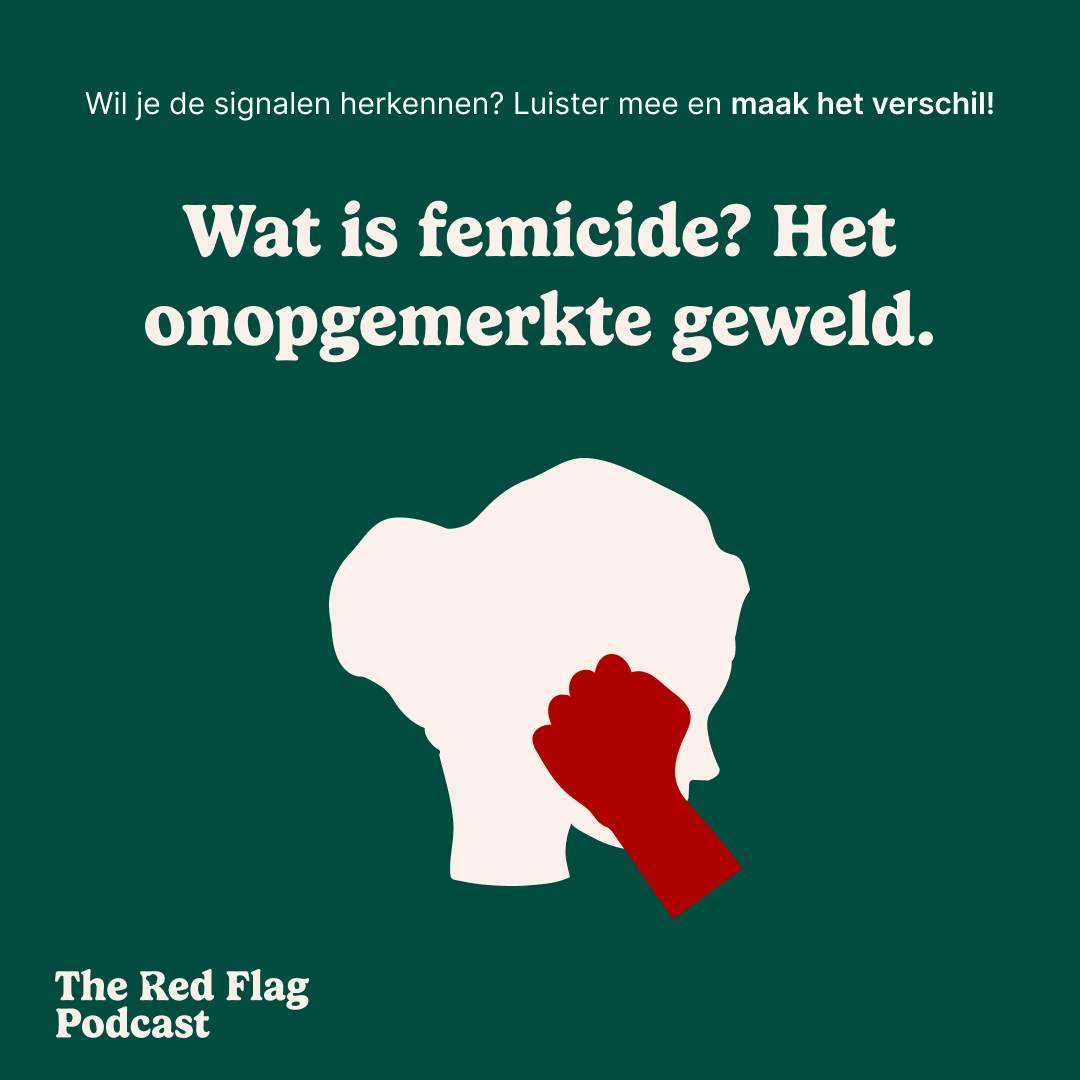 Wil je de signalen herkennen? Luister mee en maak het verschil!
Wat is femicide? Het
onopgemerkte geweld.
The Red Flag
Podcast